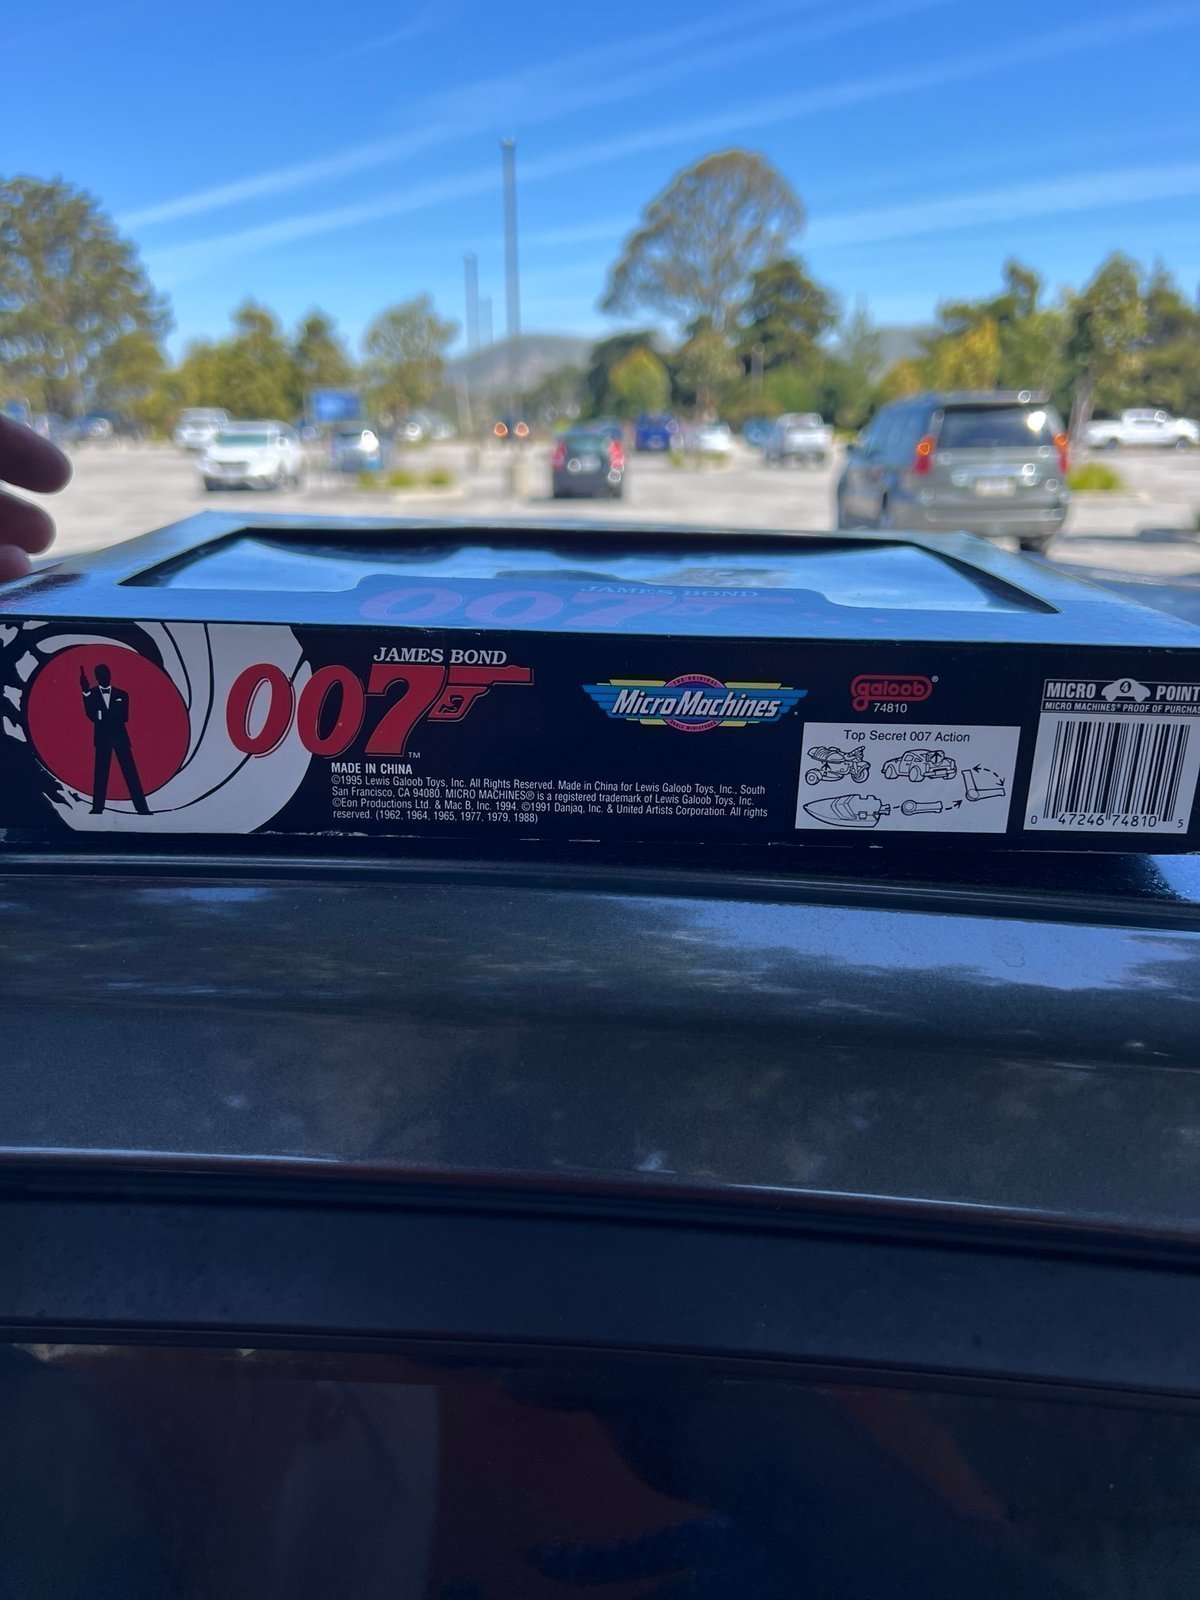 JAMES BOND
007
JAMES BOND
007
TM
MADE IN CHINA
©1995 Lewis Galoob Toys, Inc. All Rights Reserved. Made in China for Lewis Galoob Toys, Inc., South
San Francisco, CA 94080. MICRO MACHINES® is a registered trademark of Lewis Galoob Toys, Inc.
©Eon Productions Ltd. & Mac B, Inc. 1994. ©1991 Danjaq, Inc. & United Artists Corporation. All rights
reserved. (1962, 1964, 1965, 1977, 1979, 1988)
THE ORIGINAL
MicroMachines
SCALE MINIATURES
galoob®
74810
Top Secret 007 Action
MICRO 4 POINT
MICRO MACHINES® PROOF OF PURCHAS
0 47246 74810 5